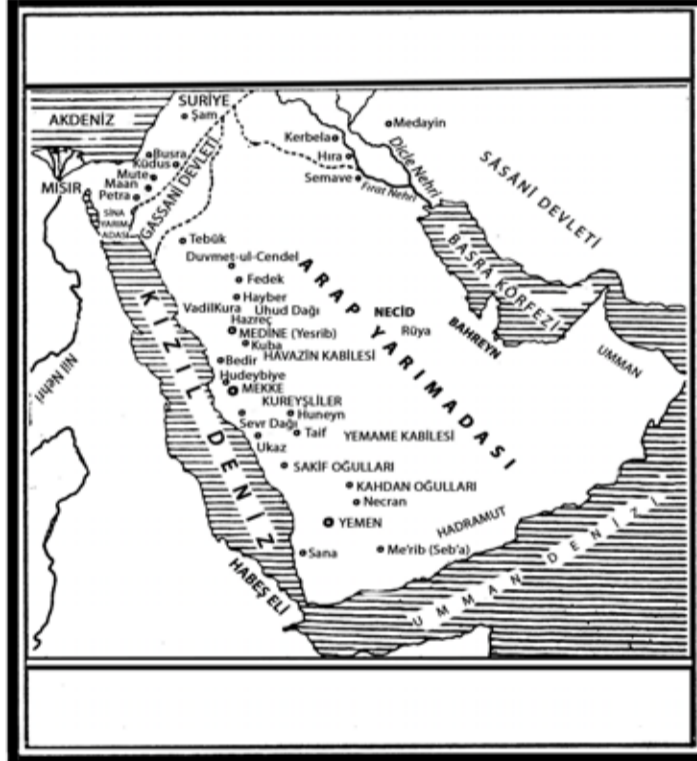 SURİYE
Şam
AKDENİZ
Medayin
Kerbela
Hıra
Semave
Dicle Nehri
Fırat Nehri
SASANİ DEVLETİ
Busra
Kudus
Mute
Maan
Petra
MISIR
SİNA
YARIM
ADASI
GASSANİ DEVLETİ
BASRA KÖRFEZİ
Tebük
Duvmet-ul-Cendel
Fedek
Hayber
VadilKura
Uhud Dağı
Hazreç
MEDİNE (Yesrib)
Kuba
Bedir
HAVAZİN KABİLESİ
NECİD
Rüya
BAHREYN
UMMAN
ARAP YARIMADASI
KIZIL DENİZ
Nil Nehri
Hudeybiye
MEKKE
KUREYŞLİLER
Huneyn
Sevr Dağı
Taif
Ukaz
YEMAME KABİLESİ
SAKİF OĞULLARI
KAHDAN OĞULLARI
Necran
YEMEN
HADRAMUT
Sana
Me'rib (Seb'a)
HABEŞ ELİ
UMMAN DENİZİ